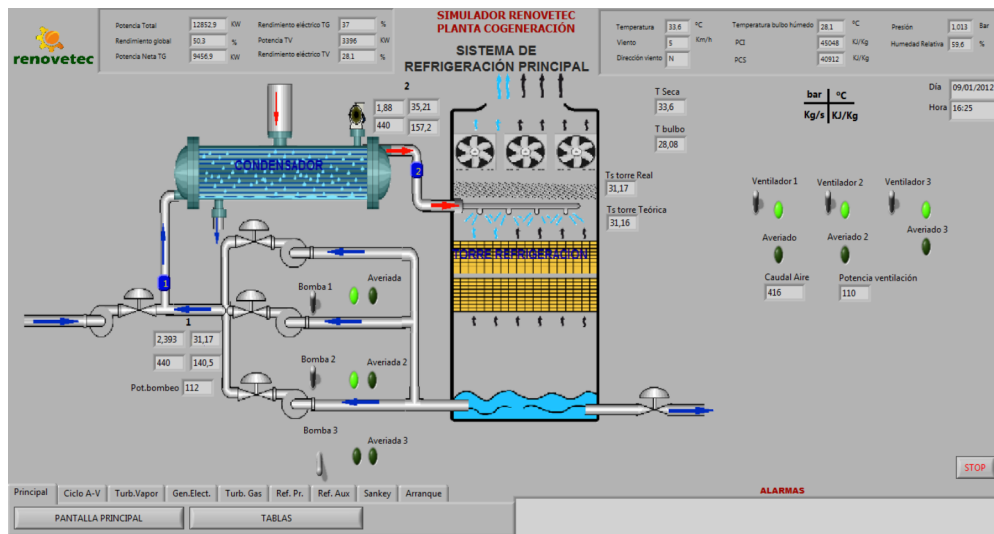 renovetec
Potencia Total 12852.9 KW Rendimiento eléctrico TG 37 %
Rendimiento global 50,3 % Potencia TV 3396 KW
Potencia Neta TG 9456.9 KW Rendimiento eléctrico TV 28.1 %
SIMULADOR RENOVETEC
PLANTA COGENERACIÓN
SISTEMA DE
REFRIGERACIÓN PRINCIPAL
Temperatura 33.6 ºC Temperatura bulbo húmedo 28.1 ºC Presión 1.013 Bar
Viento 5 Km/h PCI 45048 KJ/Kg Humedad Relativa 59.6 %
Dirección viento N PCS 40912 KJ/Kg
Día 09/01/2012
Hora 16:25
bar ºC
Kg/s KJ/Kg
2
1,88 35,21
440 157,2
T Seca
33,6
T bulbo
28,08
CONDENSADOR
2
Ts torre Real
31,17
Ts torre Teórica
31,16
Ventilador 1 Ventilador 2 Ventilador 3
Averiado Averiado 2 Averiado 3
Caudal Aire Potencia ventilación
416 110
TORRE REFRIGERACIÓN
1
Bomba 1 Averiada
1
2,393 31,17
440 140,5
Pot.bombeo 112
Bomba 2 Averiada 2
Bomba 3 Averiada 3
STOP
Principal Ciclo A-V Turb.Vapor Gen.Elect. Turb. Gas Ref. Pr. Ref. Aux Sankey Arranque
ALARMAS
PANTALLA PRINCIPAL TABLAS